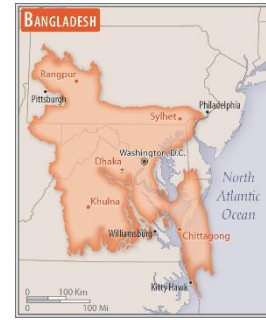 BANGLADESH
Rangpur
Pittsburgh
Philadelphia
Sylhet
Washington, D.C.
Dhaka
North
Atlantic
Ocean
Khulna
Williamsburg
Chittagong
Kitty Hawk
0 100 Km
0 100 Mi